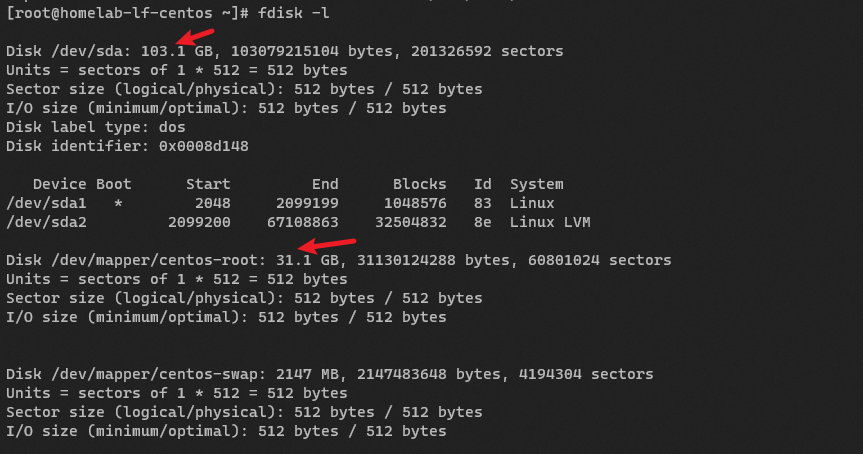 [root@homelab-lf-centos ~]# fdisk -l
Disk /dev/sda: 103.1 GB, 103079215104 bytes, 201326592 sectors
Units = sectors of 1 * 512 = 512 bytes
Sector size (logical/physical): 512 bytes / 512 bytes
I/O size (minimum/optimal): 512 bytes / 512 bytes
Disk label type: dos
Disk identifier: 0x0008d148
Device Boot Start End Blocks Id System
/dev/sda1 * 2048 2099199 1048576 83 Linux
/dev/sda2 2099200 67108863 32504832 8e Linux LVM
Disk /dev/mapper/centos-root: 31.1 GB, 31130124288 bytes, 60801024 sectors
Units = sectors of 1 * 512 = 512 bytes
Sector size (logical/physical): 512 bytes / 512 bytes
I/O size (minimum/optimal): 512 bytes / 512 bytes
Disk /dev/mapper/centos-swap: 2147 MB, 2147483648 bytes, 4194304 sectors
Units = sectors of 1 * 512 = 512 bytes
Sector size (logical/physical): 512 bytes / 512 bytes
I/O size (minimum/optimal): 512 bytes / 512 bytes